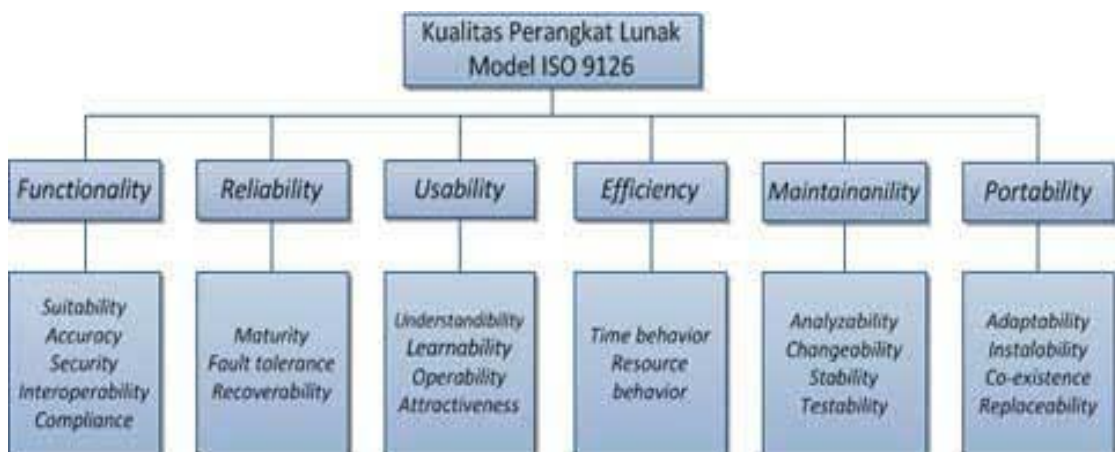 Kualitas Perangkat Lunak
Model ISO 9126
Functionality
Reliability
Usability
Efficiency
Maintainanility
Portability
Suitability
Accuracy
Security
Interoperability
Compliance
Maturity
Fault tolerance
Recoverability
Understandibility
Learnability
Operability
Attractiveness
Time behavior
Resource
behavior
Analyzability
Changeability
Stability
Testability
Adaptability
Instalability
Co-existence
Replaceability